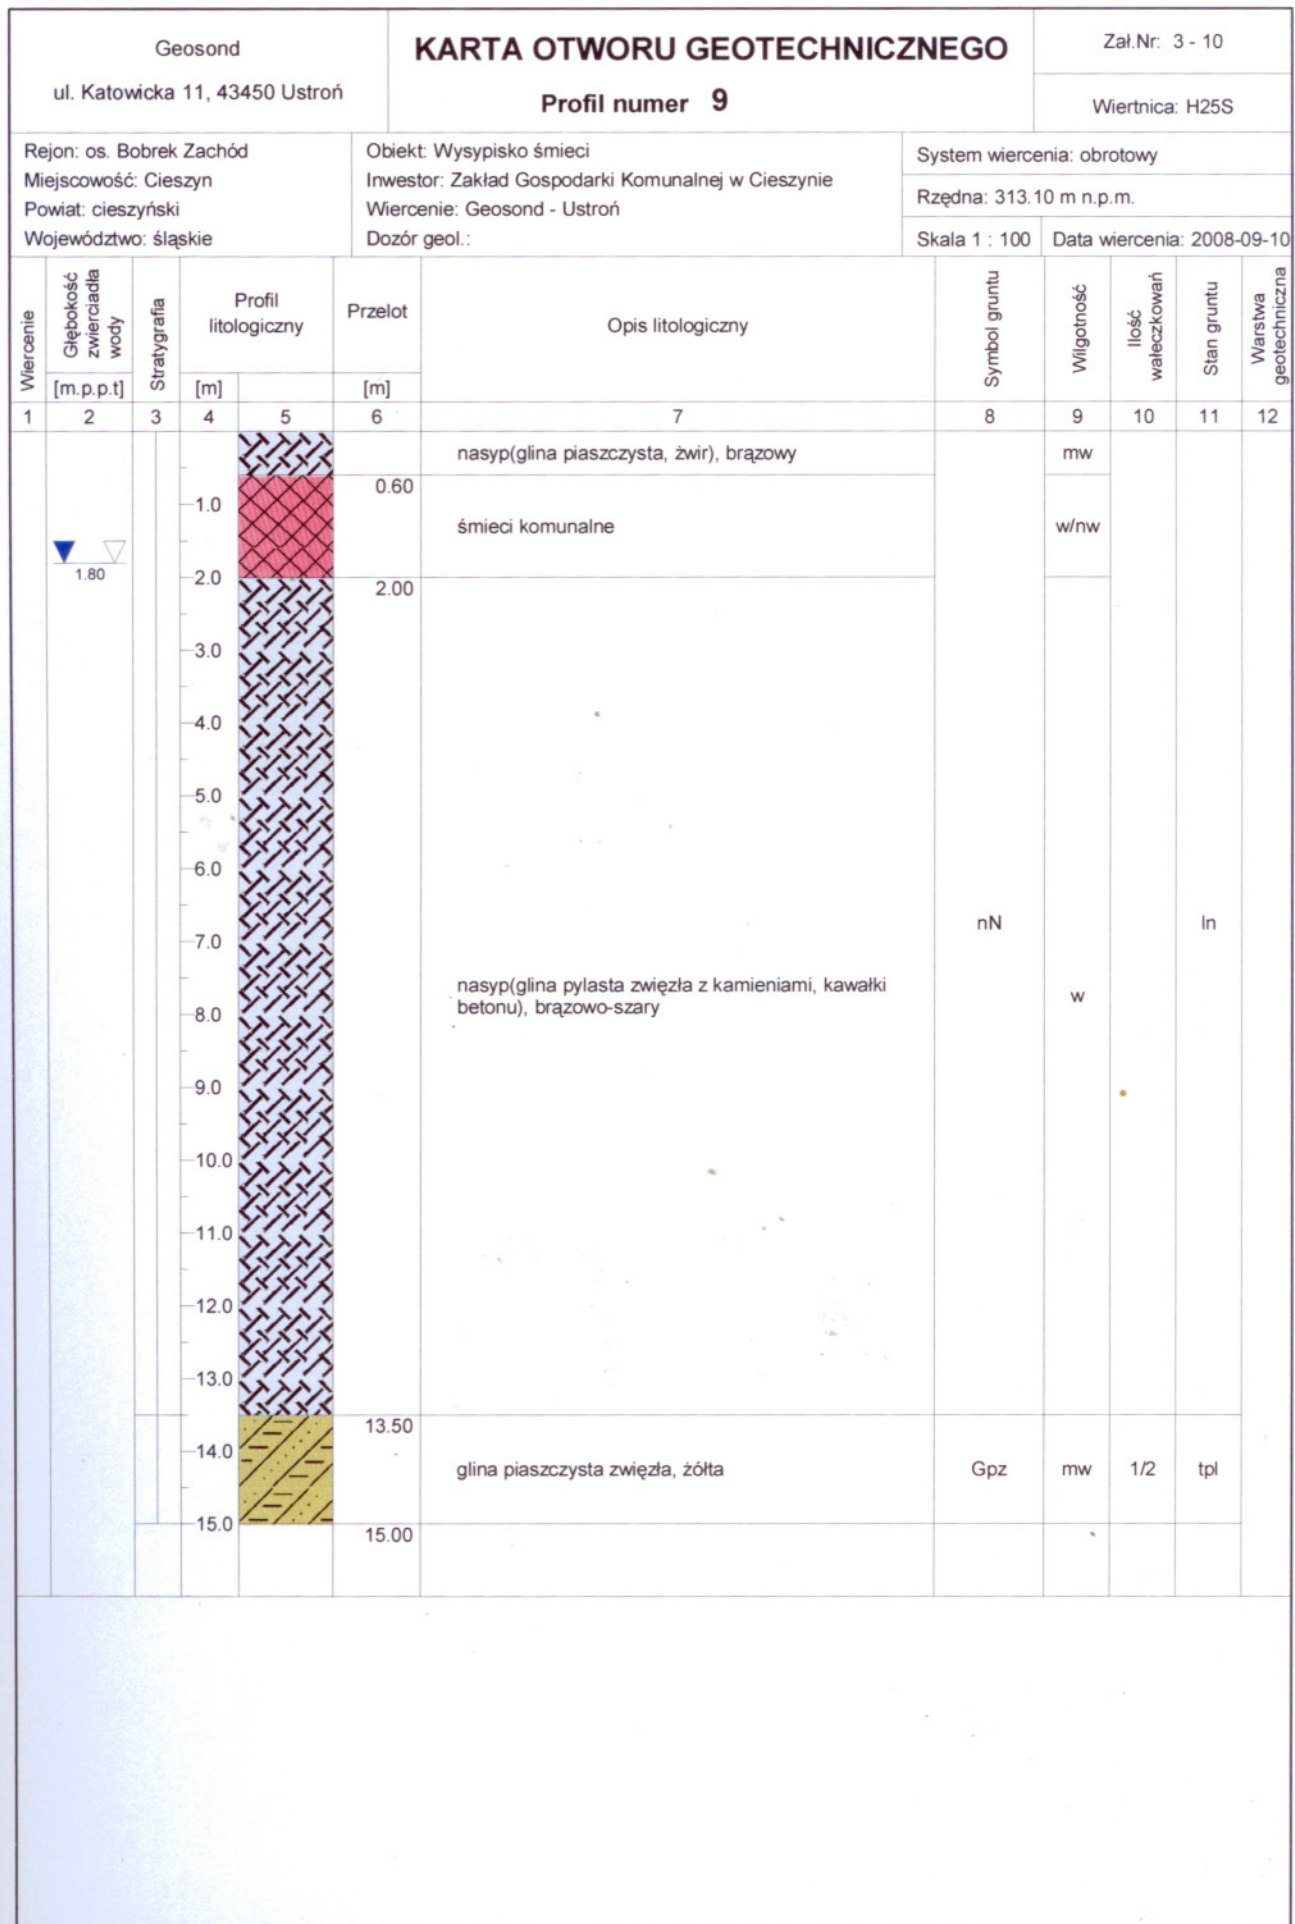 Geosond
ul. Katowicka 11, 43450 Ustroń
KARTA OTWORU GEOTECHNICZNEGO
Profil numer 9
Zał.Nr: 3 - 10
Wiertnica: H25S
Rejon: os. Bobrek Zachód
Miejscowość: Cieszyn
Powiat: cieszyński
Województwo: śląskie
Obiekt: Wysypisko śmieci
Inwestor: Zakład Gospodarki Komunalnej w Cieszynie
Wiercenie: Geosond - Ustroń
Dozór geol.:
System wiercenia: obrotowy
Rzędna: 313.10 m n.p.m.
Skala 1 : 100
Data wiercenia: 2008-09-10
Wiercenie
Głębokość
zwierciadła
wody
[m.p.p.t]
Stratygrafia
Profil
litologiczny
[m]
Przelot
[m]
Opis litologiczny
Symbol gruntu
Wilgotność
Ilość
wałeczkowań
Stan gruntu
Warstwa
geotechniczna
1 2 3 4 5 6 7 8 9 10 11 12
nasyp(glina piaszczysta, żwir), brązowy
mw
0.60
1.0
śmieci komunalne
w/nw
1.80
2.0
2.00
3.0
4.0
5.0
6.0
nN
ln
7.0
nasyp(glina pylasta zwięzła z kamieniami, kawałki
betonu), brązowo-szary
w
8.0
9.0
10.0
11.0
12.0
13.0
13.50
14.0
glina piaszczysta zwięzła, żółta
Gpz
mw
1/2
tpl
15.0
15.00